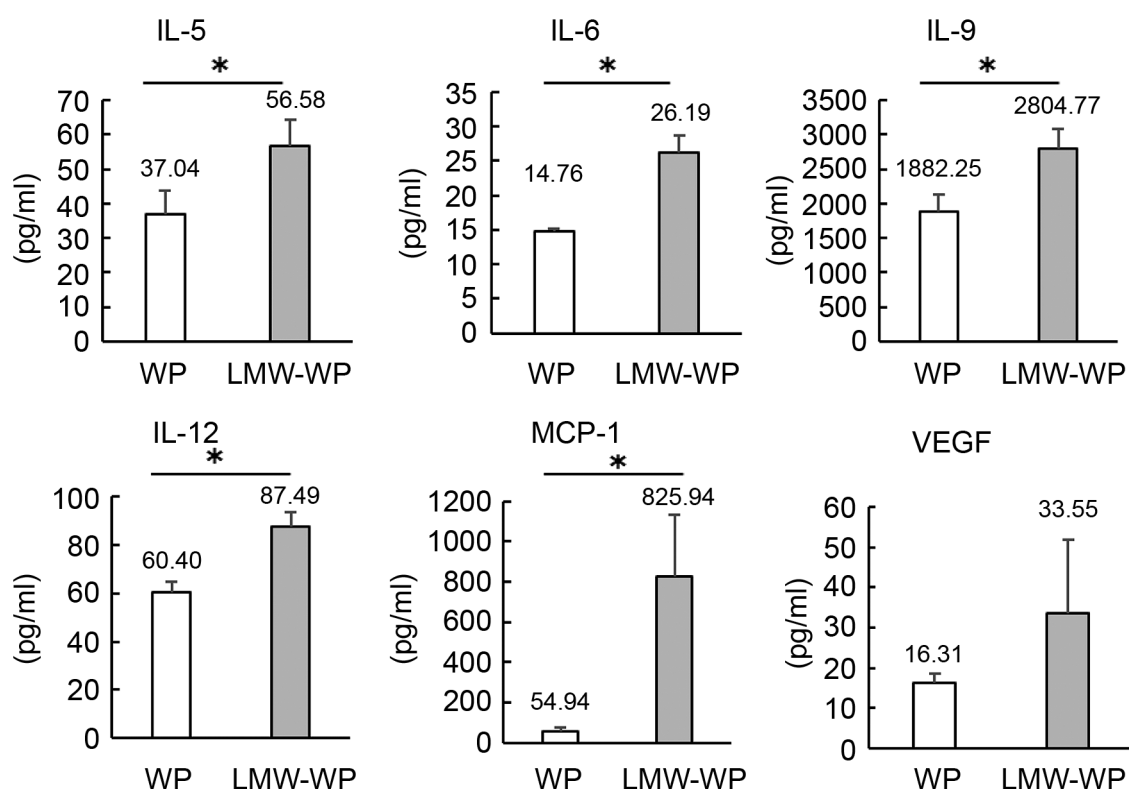 IL-5
*
70
60
50
40
30
20
10
0
(pg/ml)
37.04
56.58
WP
LMW-WP
IL-6
*
35
30
25
20
15
10
5
0
(pg/ml)
14.76
26.19
WP
LMW-WP
IL-9
*
3500
3000
2500
2000
1500
1000
500
0
(pg/ml)
1882.25
2804.77
WP
LMW-WP
IL-12
*
100
80
60
40
20
0
(pg/ml)
60.40
87.49
WP
LMW-WP
MCP-1
*
1200
1000
800
600
400
200
0
(pg/ml)
54.94
825.94
WP
LMW-WP
VEGF
60
50
40
30
20
10
0
(pg/ml)
16.31
33.55
WP
LMW-WP